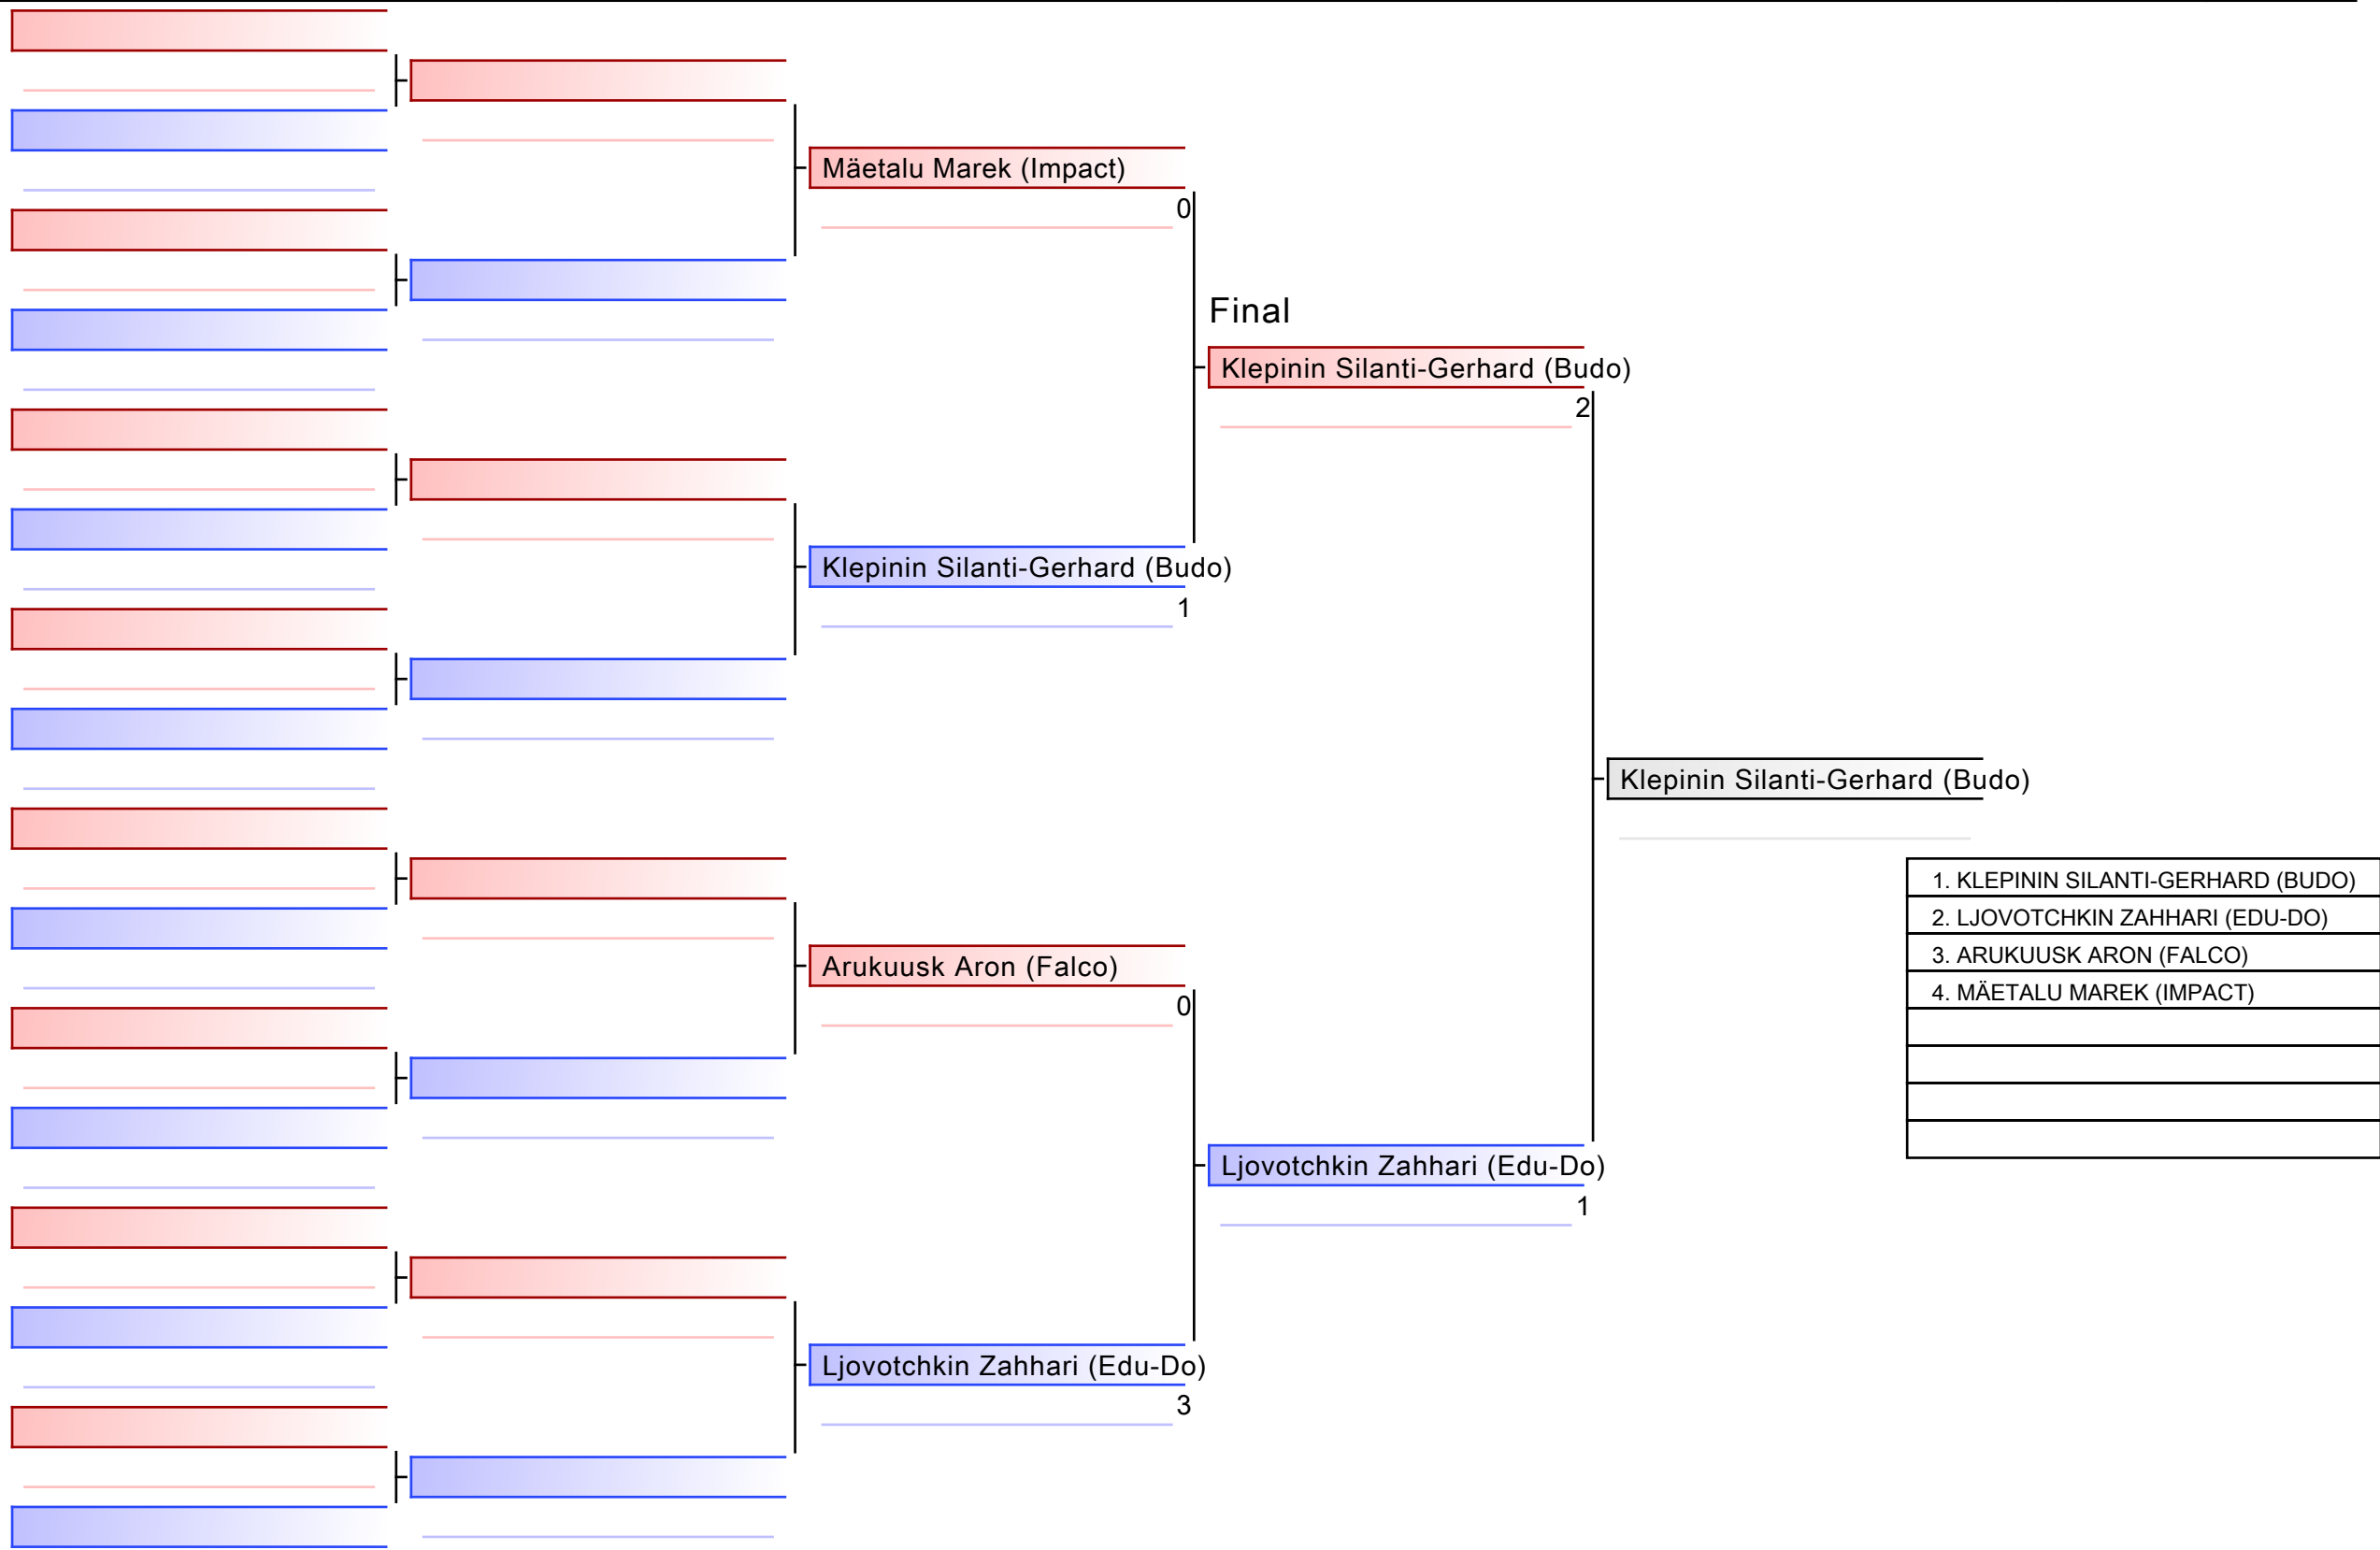 Mäetalu Marek (Impact)
0
Final
Klepinin Silanti-Gerhard (Budo)
2
Klepinin Silanti-Gerhard (Budo)
1
Klepinin Silanti-Gerhard (Budo)
1. KLEPININ SILANTI-GERHARD (BUDO)
2. LJOVOTCHKIN ZAHHARI (EDU-DO)
3. ARUKUUSK ARON (FALCO)
4. MÄETALU MAREK (IMPACT)
Arukuusk Aron (Falco)
0
Ljovotchkin Zahhari (Edu-Do)
1
Ljovotchkin Zahhari (Edu-Do)
3